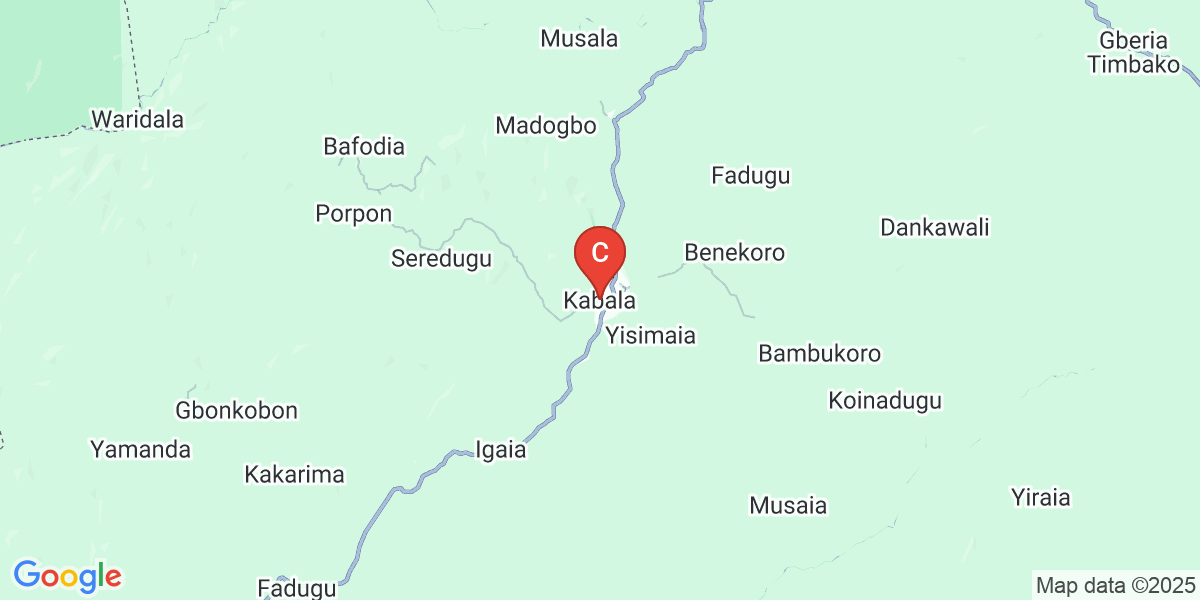 Musala
Gberia
Timbako
Waridala
Madogbo
Bafodia
Fadugu
Porpon
Dankawali
Seredugu
Benekoro
C
Kabala
Yisimaia
Bambukoro
Koinadugu
Gbonkobon
Yamanda
Igaia
Kakarima
Yiraia
Musaia
Google
Fadugu
Map data ©2025